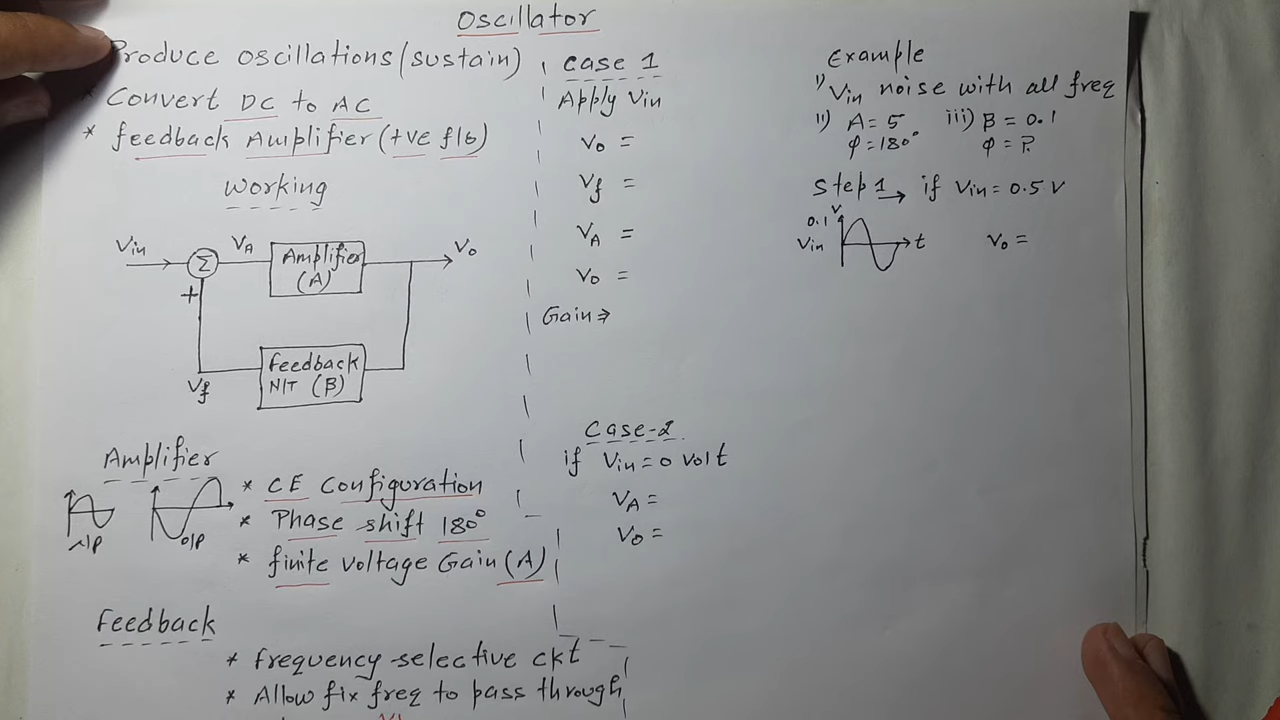 Oscillator
Produce oscillations (sustain)
* Convert DC to AC
* feedback Amplifier (+ve f/b)
Working
Vin
VA
Σ
+
Amplifier
(A)
Vo
Feedback
N/T (β)
Vf
Amplifier
i/p
o/p
* CE Configuration
* Phase shift 180°
* finite voltage Gain (A)
Feedback
* frequency selective ckt
* Allow fix freq to pass through
Case 1
Apply Vin
Vo =
Vf =
VA =
Vo =
Gain ⇒
Case-2
if Vin = 0 volt
VA =
Vo =
Example
i) Vin noise with all freq
ii) A = 5 iii) β = 0.1
φ = 180° φ = ?
Step 1 → if Vin = 0.5 V
V
0.1
Vin
t
Vo =